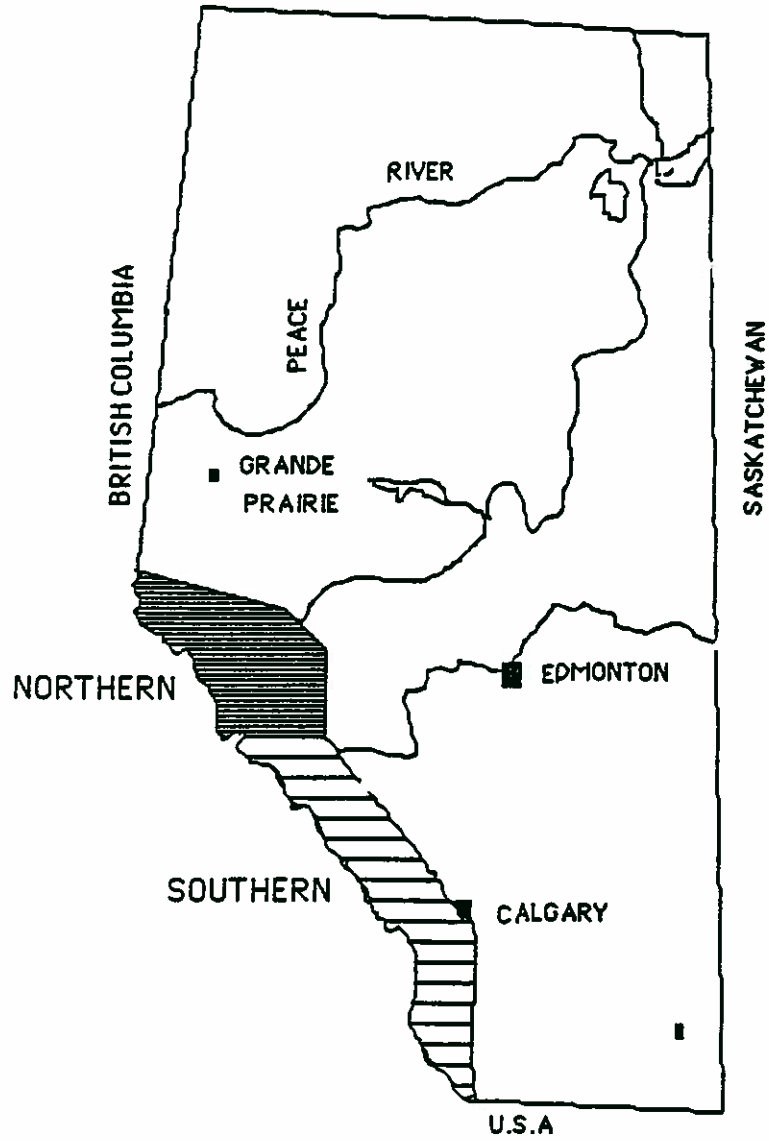 RIVER
PEACE
BRITISH COLUMBIA
SASKATCHEWAN
GRANDE
PRAIRIE
NORTHERN
EDMONTON
SOUTHERN
CALGARY
U.S.A